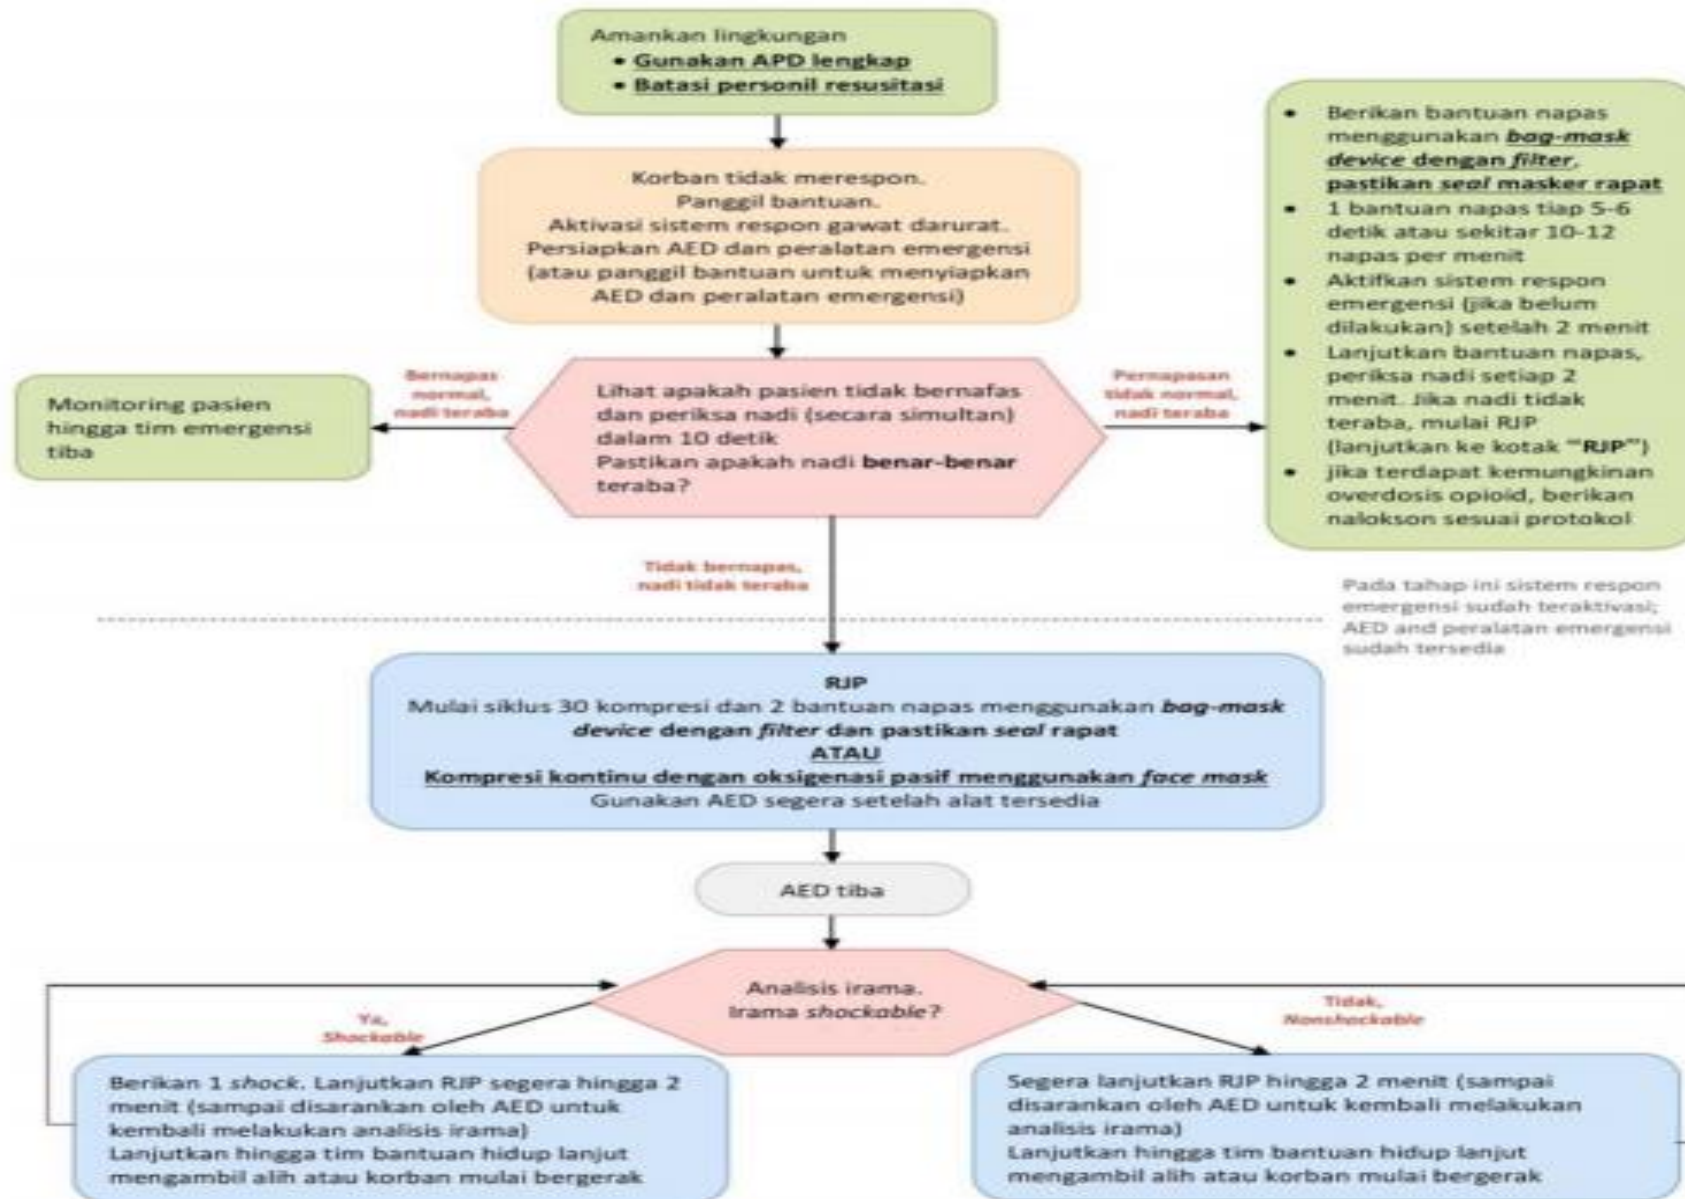 Amankan lingkungan
• Gunakan APD lengkap
• Batasi personil resusitasi
Korban tidak merespon.
Panggil bantuan.
Aktivasi sistem respon gawat darurat.
Persiapkan AED dan peralatan emergensi
(atau panggil bantuan untuk menyiapkan
AED dan peralatan emergensi)
Lihat apakah pasien tidak bernafas
dan periksa nadi (secara simultan)
dalam 10 detik
Pastikan apakah nadi benar-benar
teraba?
Bernapas
normal,
nadi teraba
Monitoring pasien
hingga tim emergensi
tiba
Pernapasan
tidak normal,
nadi teraba
• Berikan bantuan napas
menggunakan bag-mask
device dengan filter,
pastikan seal masker rapat
• 1 bantuan napas tiap 5-6
detik atau sekitar 10-12
napas per menit
• Aktifkan sistem respon
emergensi (jika belum
dilakukan) setelah 2 menit
• Lanjutkan bantuan napas,
periksa nadi setiap 2
menit. Jika nadi tidak
teraba, mulai RJP
(lanjutkan ke kotak "“RJP”")
• jika terdapat kemungkinan
overdosis opioid, berikan
nalokson sesuai protokol
Tidak bernapas,
nadi tidak teraba
Pada tahap ini sistem respon
emergensi sudah teraktivasi;
AED and peralatan emergensi
sudah tersedia
RJP
Mulai siklus 30 kompresi dan 2 bantuan napas menggunakan bag-mask
device dengan filter dan pastikan seal rapat
ATAU
Kompresi kontinu dengan oksigenasi pasif menggunakan face mask
Gunakan AED segera setelah alat tersedia
AED tiba
Analisis irama.
Irama shockable?
Ya,
Shockable
Tidak,
Nonshockable
Berikan 1 shock. Lanjutkan RJP segera hingga 2
menit (sampai disarankan oleh AED untuk
kembali melakukan analisis irama)
Lanjutkan hingga tim bantuan hidup lanjut
mengambil alih atau korban mulai bergerak
Segera lanjutkan RJP hingga 2 menit (sampai
disarankan oleh AED untuk kembali melakukan
analisis irama)
Lanjutkan hingga tim bantuan hidup lanjut
mengambil alih atau korban mulai bergerak